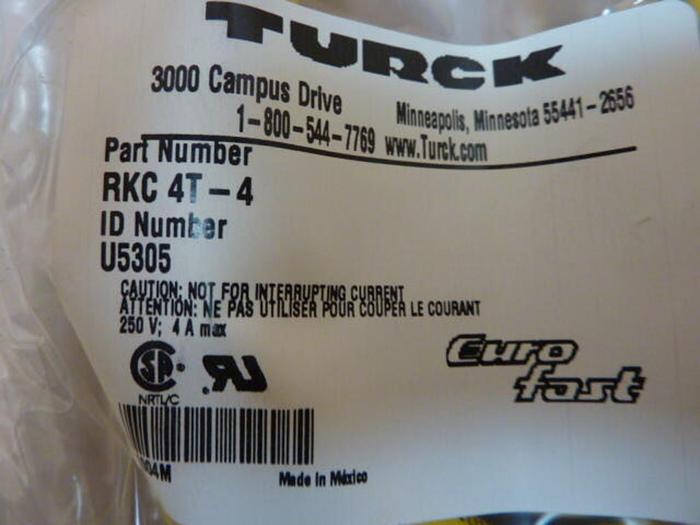 TURCK
3000 Campus Drive
Minneapolis, Minnesota 55441-2656
1-800-544-7769 www.Turck.com
Part Number
RKC 4T-4
ID Number
U5305
CAUTION: NOT FOR INTERRUPTING CURRENT
ATTENTION: NE PAS UTILISER POUR COUPER LE COURANT
250 V; 4 A max
Euro
fast
NRTL/C
Made in México